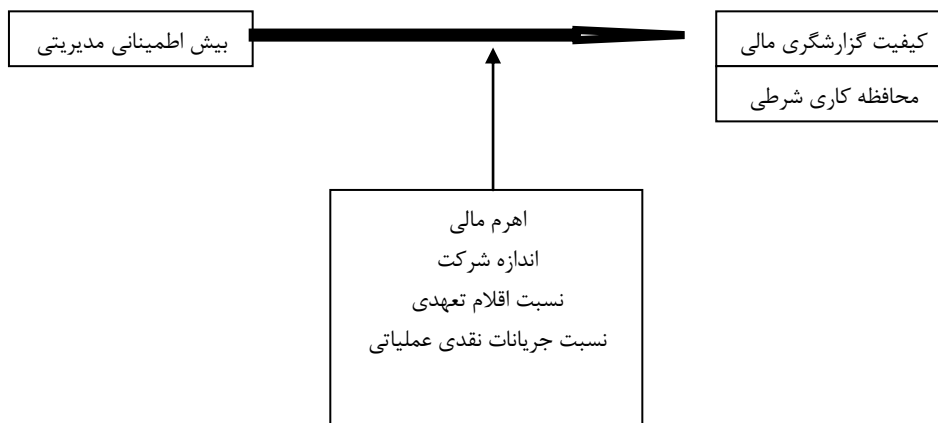 بیش اطمینانی مدیریتی
کیفیت گزارشگری مالی
محافظه کاری شرطی
اهرم مالی
اندازه شرکت
نسبت اقلام تعهدی
نسبت جریانات نقدی عملیاتی